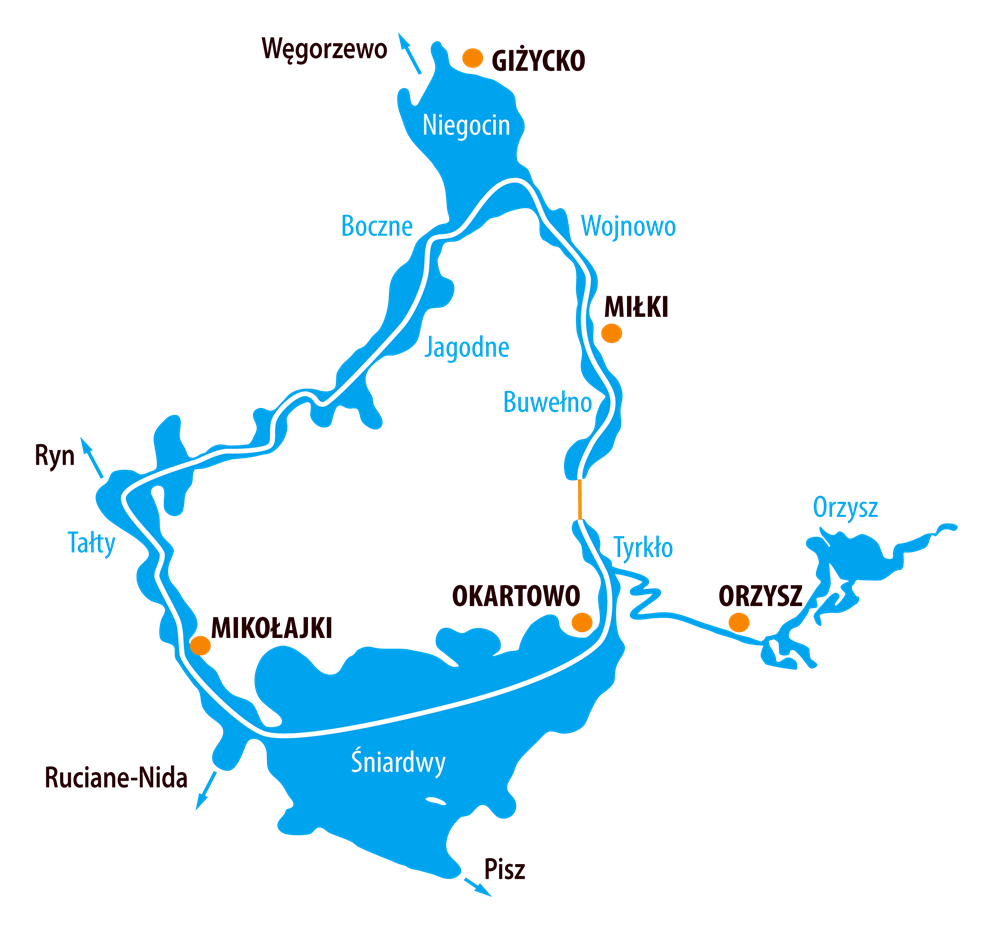 Węgorzewo
GIŻYCKO
Niegocin
Boczne
Wojnowo
MIŁKI
Jagodne
Buwełno
Ryn
Orzysz
Tałty
Tyrkło
OKARTOWO
ORZYSZ
MIKOŁAJKI
Śniardwy
Ruciane-Nida
Pisz